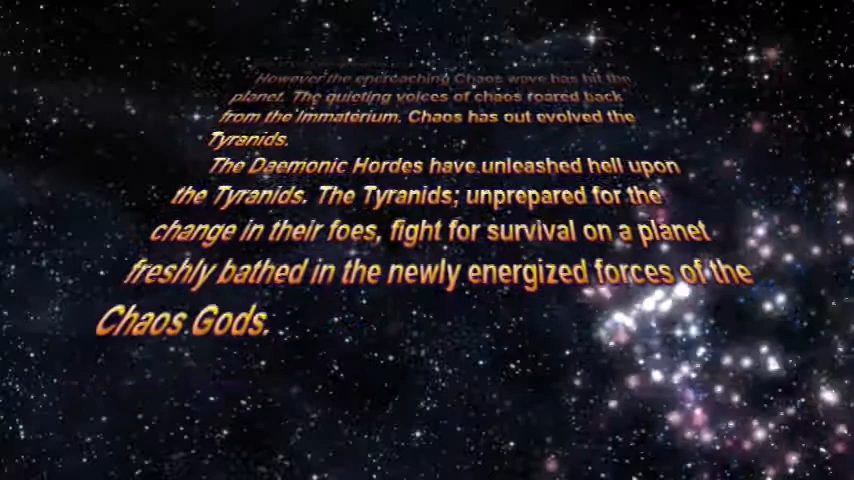 However the encroaching Chaos wave has hit the
planet. The quieting voices of chaos roared back
from the Immaterium. Chaos has out evolved the
Tyranids.
The Daemonic Hordes have unleashed hell upon
the Tyranids. The Tyranids; unprepared for the
change in their foes, fight for survival on a planet
freshly bathed in the newly energized forces of the
Chaos Gods.